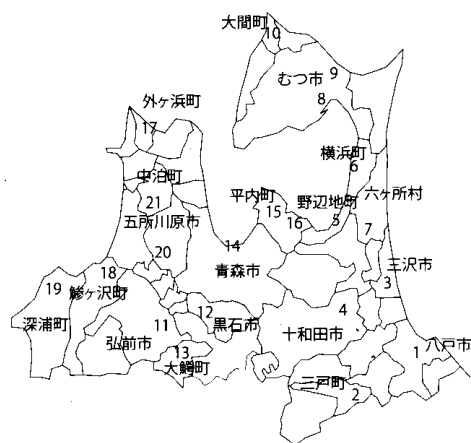 大間町
10
むつ市 9
8
外ヶ浜町
17
横浜町
6
中泊町
21
平内町
15
16
野辺地町
5
六ヶ所村
五所川原市
7
14
20
青森市
三沢市
3
18
19
鰺ヶ沢町
深浦町
11
12
黒石市
4
十和田市
弘前市
13
大鰐町
1 八戸市
三戸町
2